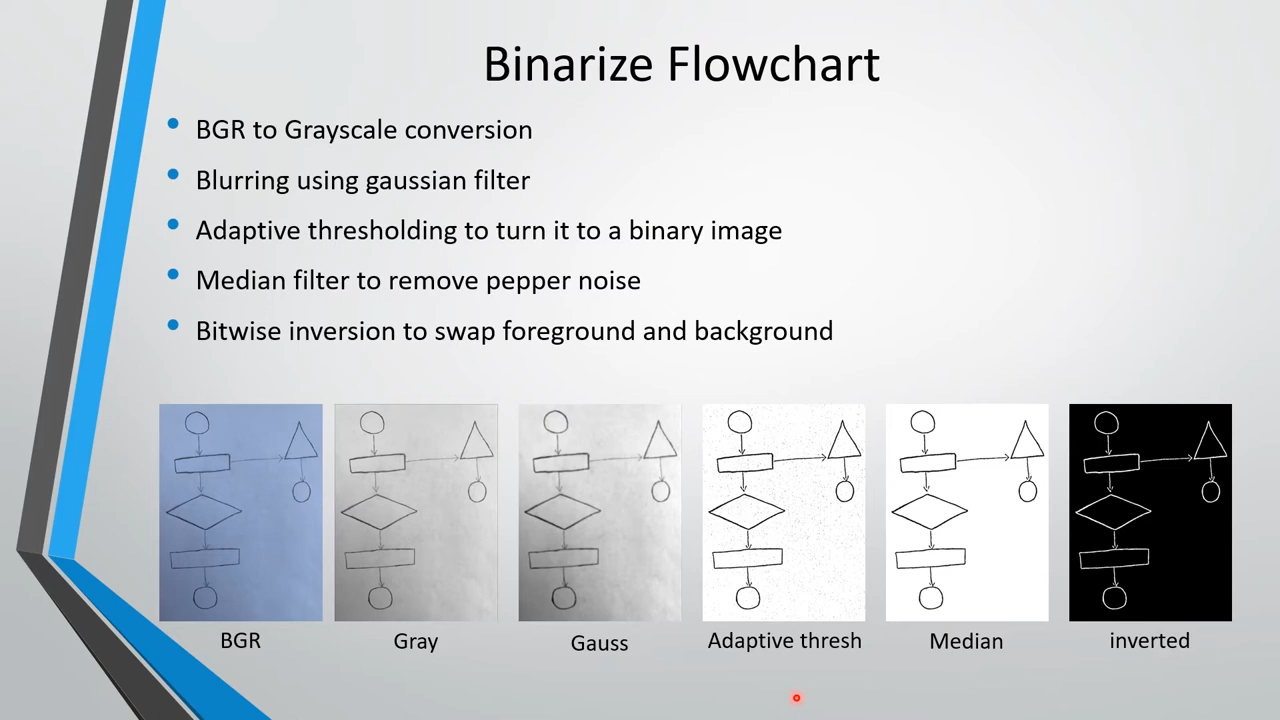 Binarize Flowchart
• BGR to Grayscale conversion
• Blurring using gaussian filter
• Adaptive thresholding to turn it to a binary image
• Median filter to remove pepper noise
• Bitwise inversion to swap foreground and background
BGR
Gray
Gauss
Adaptive thresh
Median
inverted